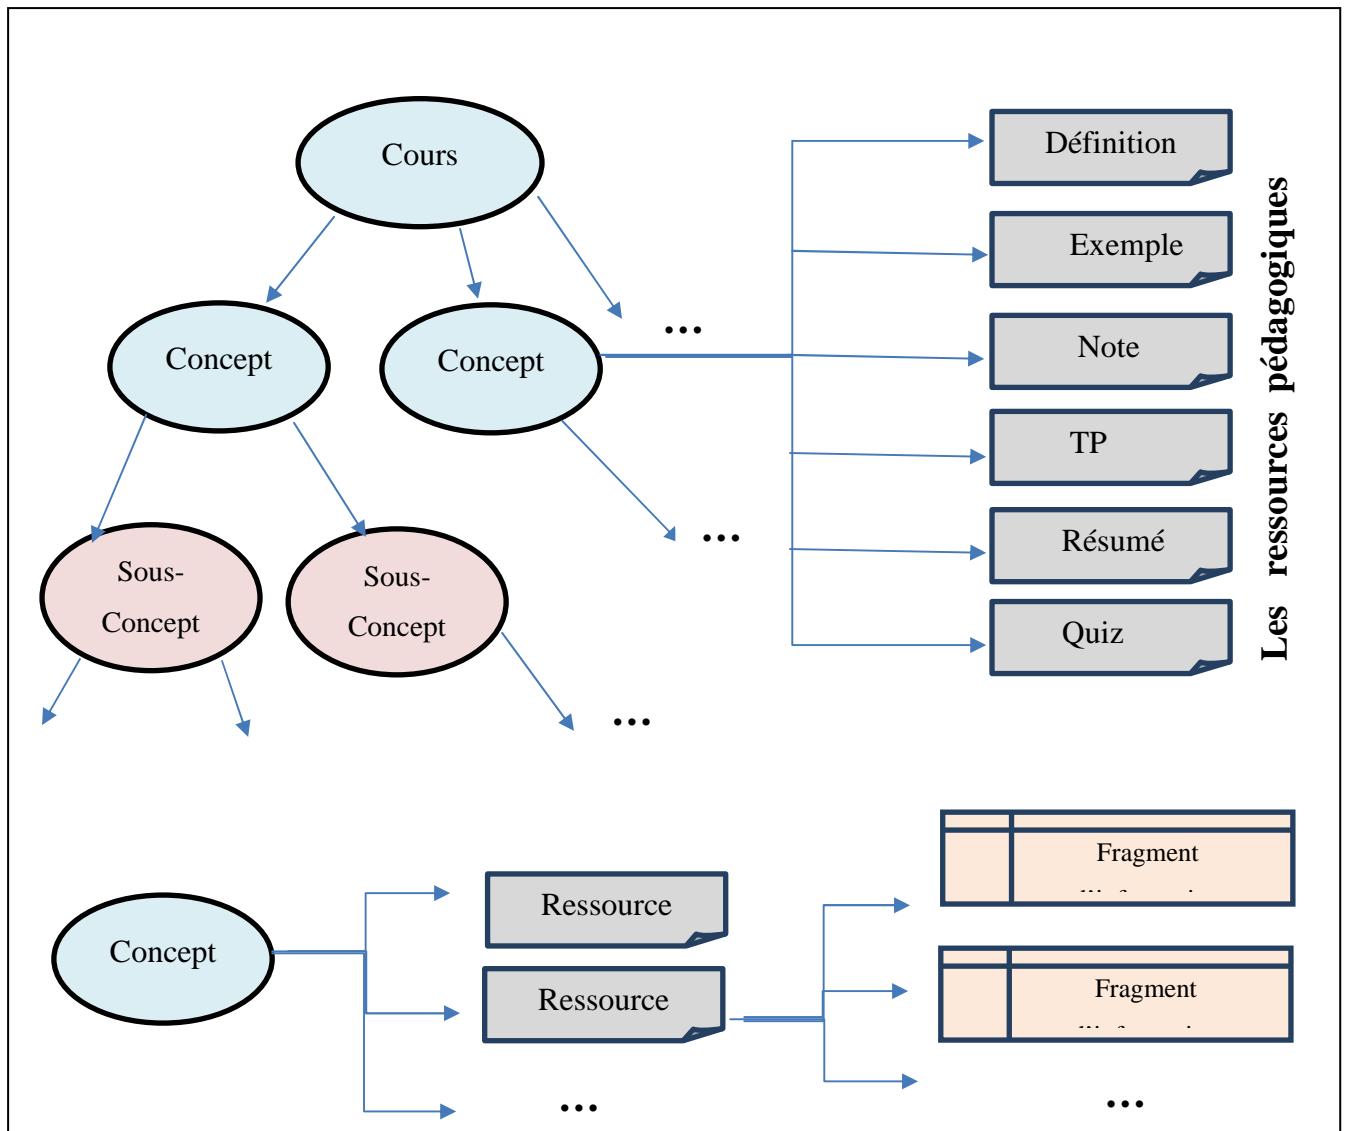 Cours
Définition
Exemple
Note
TP
Résumé
Quiz
Les ressources pédagogiques
...
Concept
Concept
...
Sous-
Concept
Sous-
Concept
...
Concept
Ressource
Ressource
...
Fragment
Fragment
...